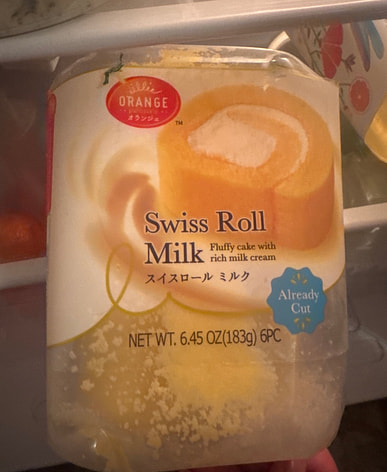 ORANGE
オランジェ
TM
Swiss Roll
Milk
Fluffy cake with
rich milk cream
スイスロール ミルク
Already
Cut
NET WT. 6.45 OZ(183g) 6PC